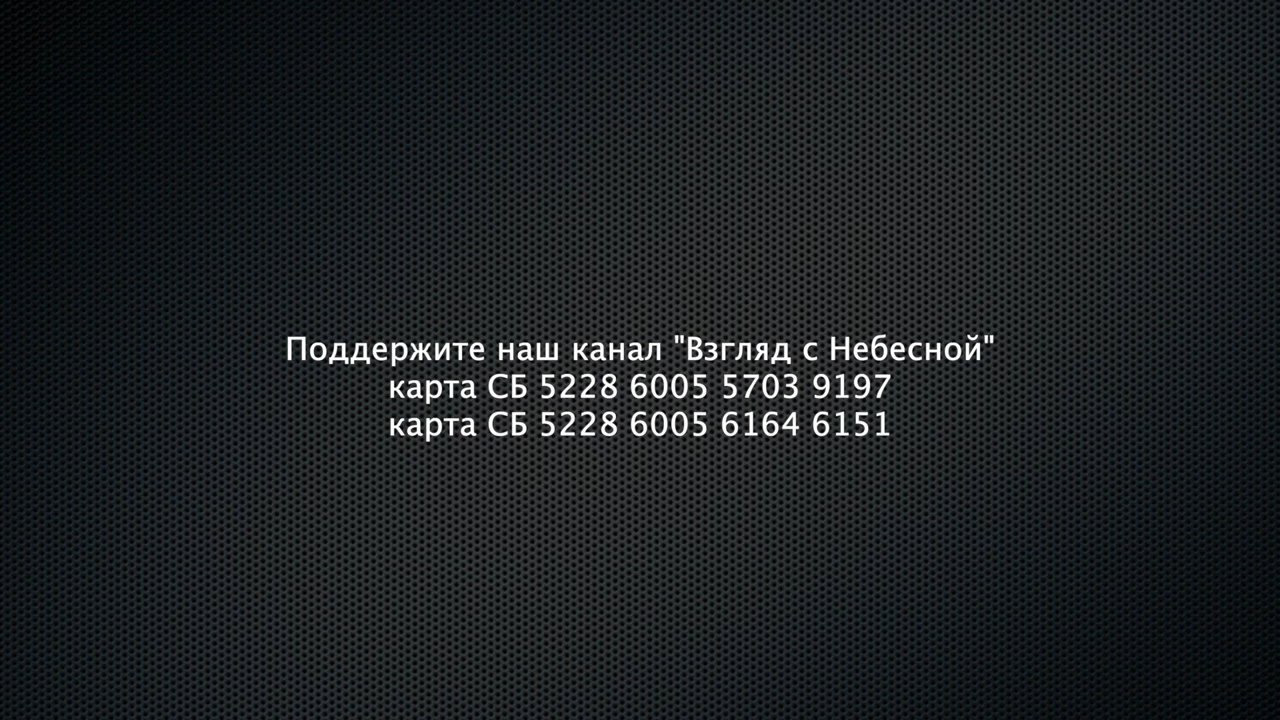 Поддержите наш канал "Взгляд с Небесной"
карта СБ 5228 6005 5703 9197
карта СБ 5228 6005 6164 6151